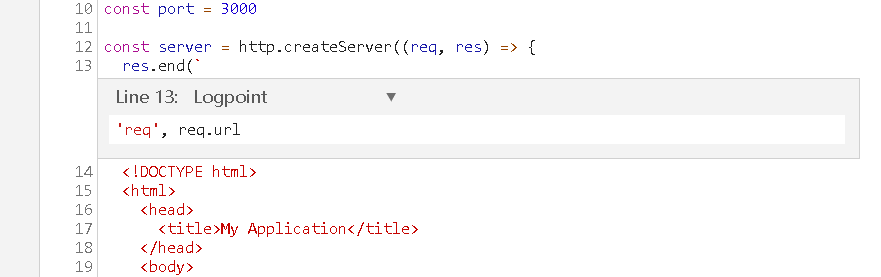 10 const port = 3000
11
12 const server = http.createServer((req, res) => {
13   res.end(`
Line 13: Logpoint ▼
'req', req.url
14   <!DOCTYPE html>
15   <html>
16     <head>
17       <title>My Application</title>
18     </head>
19     <body>